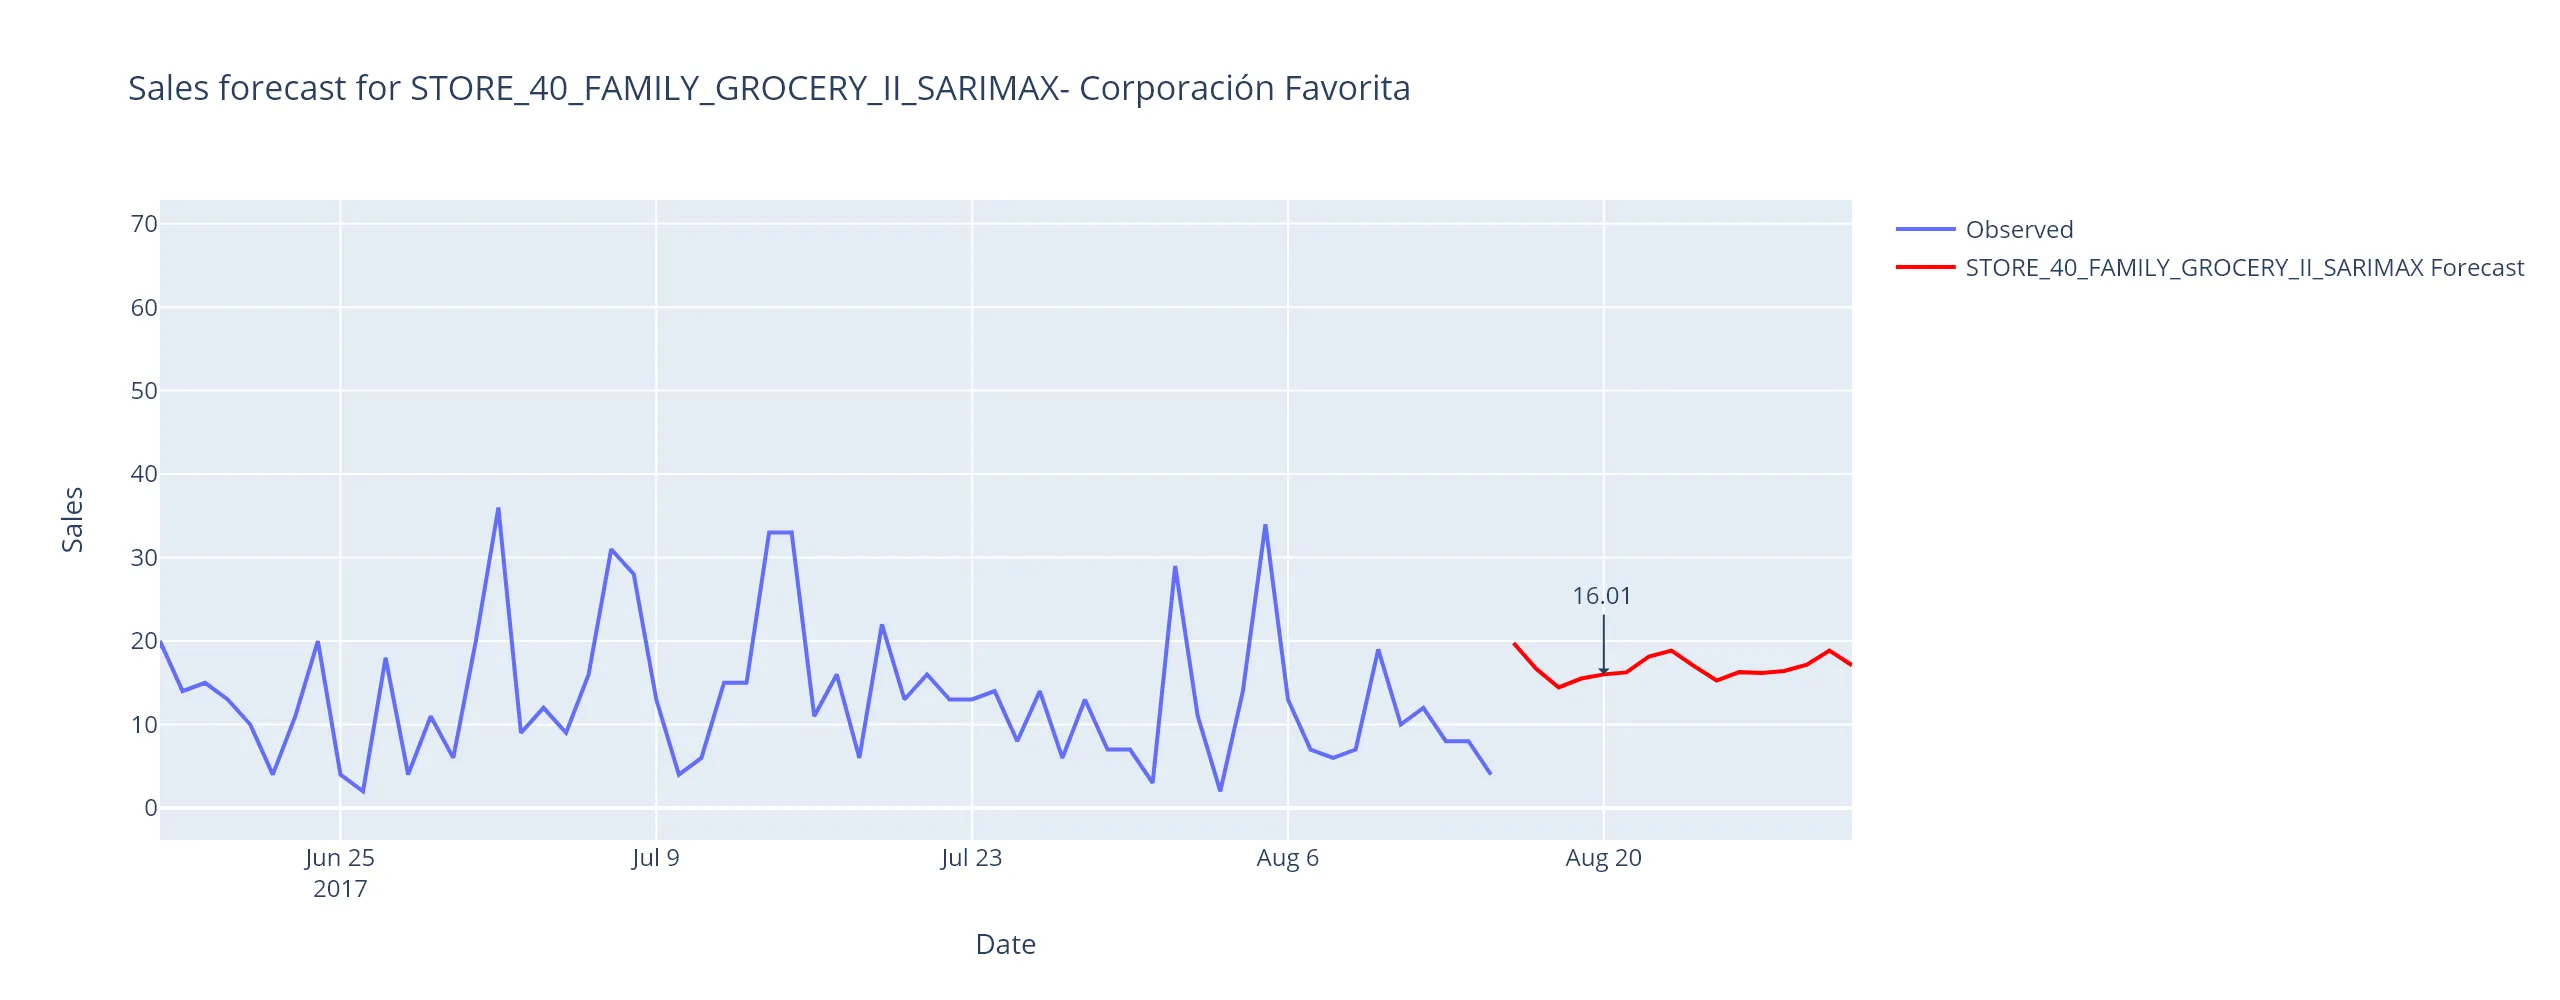 Sales forecast for STORE_40_FAMILY_GROCERY_II_SARIMAX- Corporación Favorita
Observed
STORE_40_FAMILY_GROCERY_II_SARIMAX Forecast
70
60
50
40
30
20
10
0
Sales
16.01
Jun 25
2017
Jul 9
Jul 23
Aug 6
Aug 20
Date